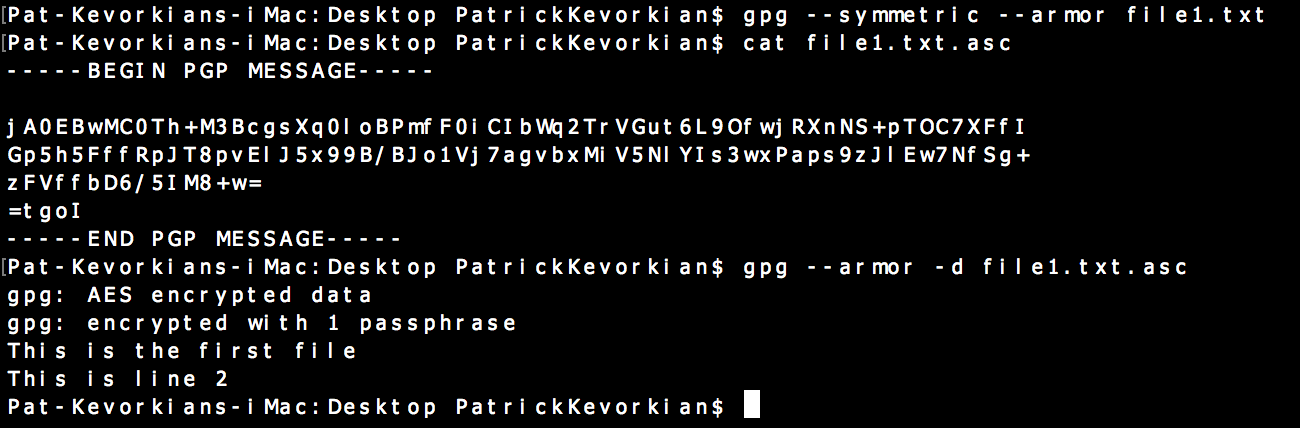 [Pat-Kevorkians-iMac:Desktop PatrickKevorkian$ gpg --symmetric --armor file1.txt
[Pat-Kevorkians-iMac:Desktop PatrickKevorkian$ cat file1.txt.asc
-----BEGIN PGP MESSAGE-----
jA0EBwMC0Th+M3BcgsXq0loBPmfF0iCIbWq2TrVGut6L9OfwjRXnNS+pTOC7XFfI
Gp5h5FffRpJT8pvElJ5x99B/BJo1Vj7agvbxMiV5NlYIs3wxPaps9zJlEw7NfSg+
zFVffbD6/5IM8+w=
=tgoI
-----END PGP MESSAGE-----
[Pat-Kevorkians-iMac:Desktop PatrickKevorkian$ gpg --armor -d file1.txt.asc
gpg: AES encrypted data
gpg: encrypted with 1 passphrase
This is the first file
This is line 2
Pat-Kevorkians-iMac:Desktop PatrickKevorkian$